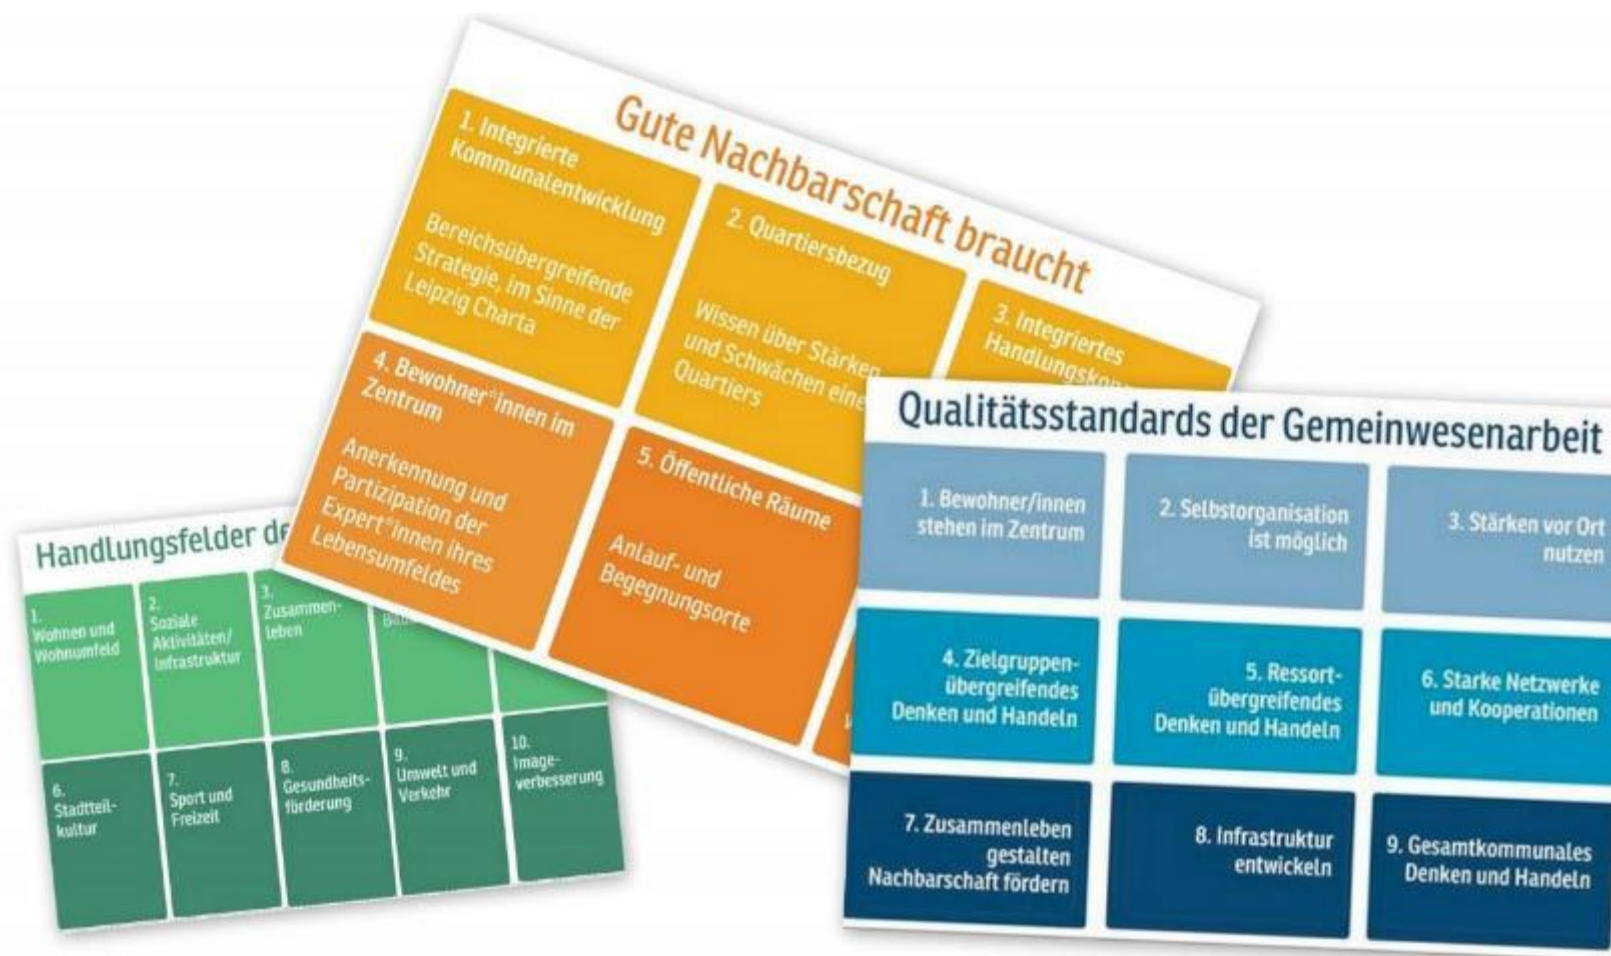 Gute Nachbarschaft braucht
1. Integrierte
Kommunalentwicklung
Bereichsübergreifende
Strategie, im Sinne der
Leipzig Charta
2. Quartiersbezug
Wissen über Stärken
und Schwächen eine
Quartiers
3. Integriertes
4. Bewohner*innen im
Zentrum
Anerkennung und
Partizipation der
Expert*innen ihres
Lebensumfeldes
5. Öffentliche Räume
Anlauf- und
Begegnungsorte
Qualitätsstandards der Gemeinwesenarbeit
1. Bewohner/innen
stehen im Zentrum
2. Selbstorganisation
ist möglich
3. Stärken vor Ort
nutzen
4. Zielgruppen-
übergreifendes
Denken und Handeln
5. Ressort-
übergreifendes
Denken und Handeln
6. Starke Netzwerke
und Kooperationen
7. Zusammenleben
gestalten
Nachbarschaft fördern
8. Infrastruktur
entwickeln
9. Gesamtkommunales
Denken und Handeln
Handlungsfelder de
1.
Wohnen und
Wohnumfeld
2.
Soziale
Aktivitäten/
Infrastruktur
3.
Zusammen-
leben
6.
Stadtteil-
kultur
7.
Sport und
Freizeit
8.
Gesundheits-
förderung
9.
Umwelt und
Verkehr
10.
Image-
verbesserung